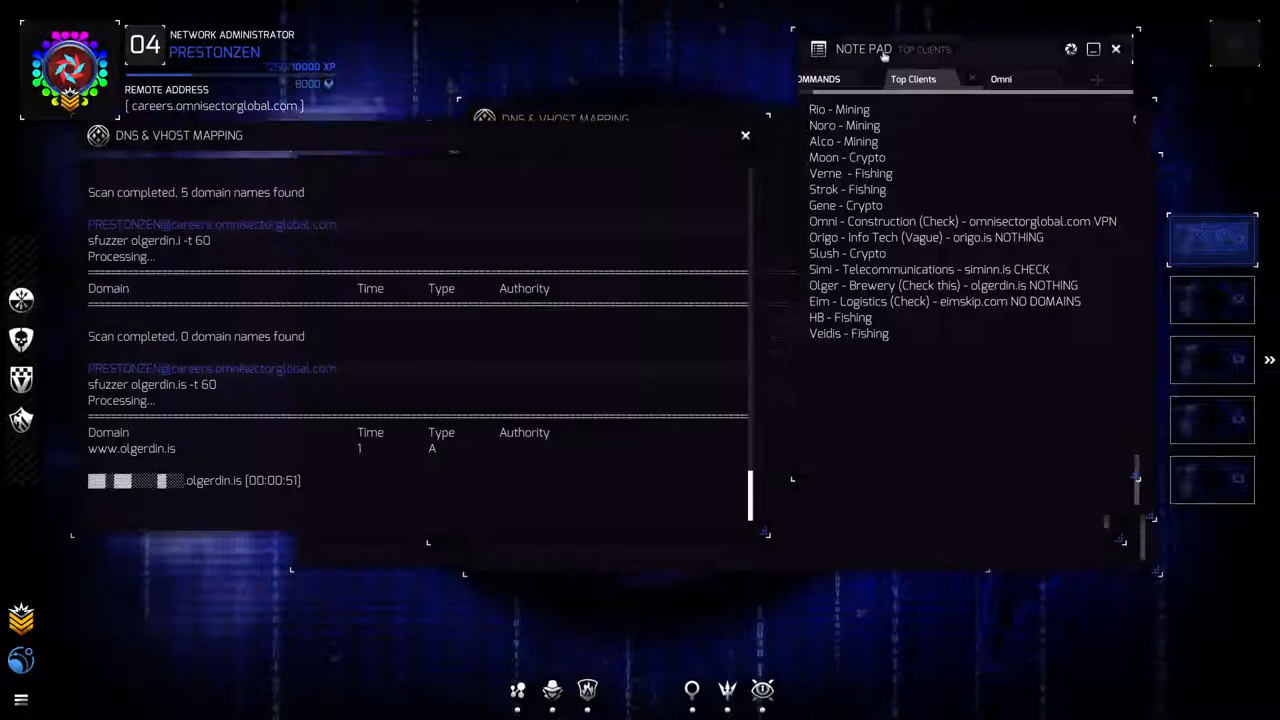 04
NETWORK ADMINISTRATOR
PRESTONZEN
10000 XP
8000
REMOTE ADDRESS
[ careers.omnisectorglobal.com ]
DNS & VHOST MAPPING
DNS & VHOST MAPPING
Scan completed, 5 domain names found
PRESTONZEN@careers.omnisectorglobal.com
sfuzzer olgerdin.i -t 60
Processing...
Domain Time Type Authority
Scan completed, 0 domain names found
PRESTONZEN@careers.omnisectorglobal.com
sfuzzer olgerdin.is -t 60
Processing...
Domain Time Type Authority
www.olgerdin.is 1 A
.olgerdin.is [00:00:51]
NOTE PAD TOP CLIENTS
OMMANDS Top Clients Omni
Rio - Mining
Noro - Mining
Alco - Mining
Moon - Crypto
Verne - Fishing
Strok - Fishing
Gene - Crypto
Omni - Construction (Check) - omnisectorglobal.com VPN
Origo - Info Tech (Vague) - origo.is NOTHING
Slush - Crypto
Simi - Telecommunications - siminn.is CHECK
Olger - Brewery (Check this) - olgerdin.is NOTHING
Eim - Logistics (Check) - eimskip.com NO DOMAINS
HB - Fishing
Veidis - Fishing